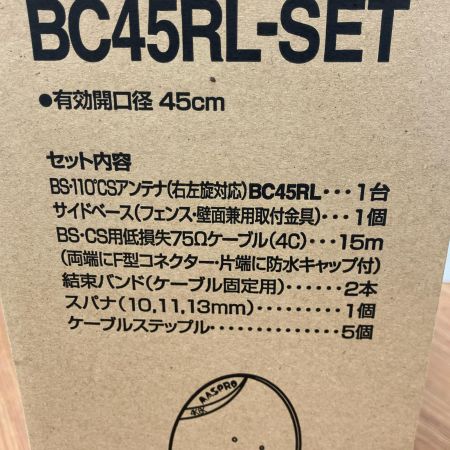 BC45RL-SET
●有効開口径 45cm
セット内容
BS・110°CSアンテナ(右左旋対応)BC45RL・・・1台
サイドベース(フェンス・壁面兼用取付金具)・・・・1個
BS・CS用低損失75Ωケーブル(4C)・・・・15m
(両端にF型コネクター・片端に防水キャップ付)
結束バンド(ケーブル固定用)・・・・・・・・2本
スパナ(10,11,13mm)・・・・・・・・・1個
ケーブルステップル・・・・・・・・・・・・5個
MASPRO